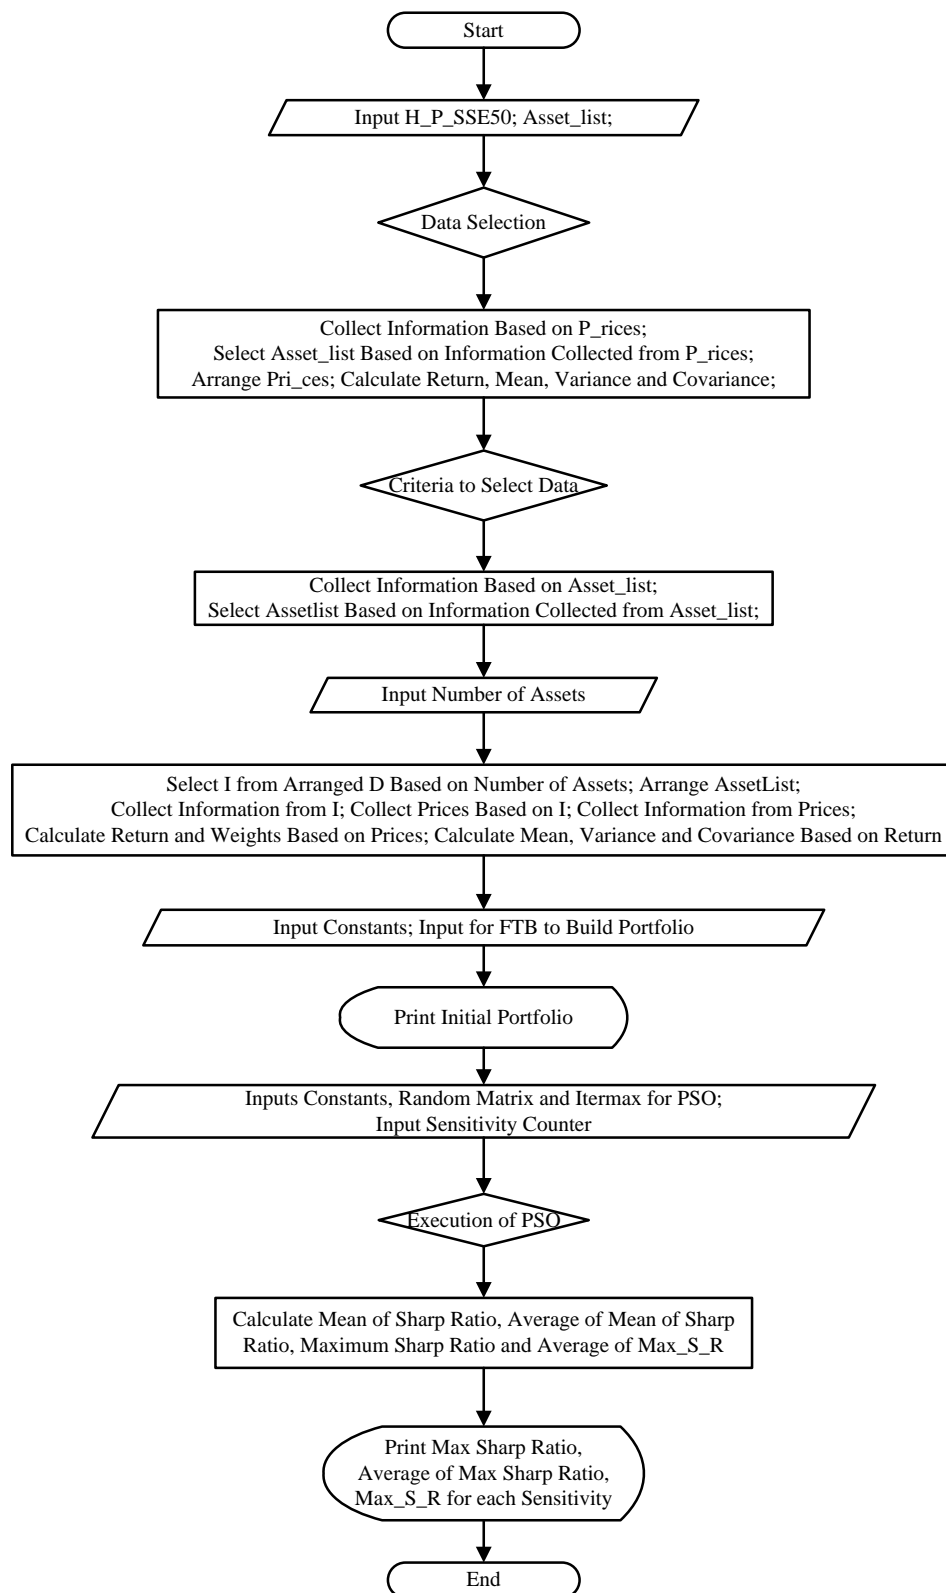 Start
Input H_P_SSE50; Asset_list;
Data Selection
Collect Information Based on P_rices;
Select Asset_list Based on Information Collected from P_rices;
Arrange Pri_ces; Calculate Return, Mean, Variance and Covariance;
Criteria to Select Data
Collect Information Based on Asset_list;
Select Assetlist Based on Information Collected from Asset_list;
Input Number of Assets
Select I from Arranged D Based on Number of Assets; Arrange AssetList;
Collect Information from I; Collect Prices Based on I; Collect Information from Prices;
Calculate Return and Weights Based on Prices; Calculate Mean, Variance and Covariance Based on Return
Input Constants; Input for FTB to Build Portfolio
Print Initial Portfolio
Inputs Constants, Random Matrix and Itermax for PSO;
Input Sensitivity Counter
Execution of PSO
Calculate Mean of Sharp Ratio, Average of Mean of Sharp
Ratio, Maximum Sharp Ratio and Average of Max_S_R
Print Max Sharp Ratio,
Average of Max Sharp Ratio,
Max_S_R for each Sensitivity
End